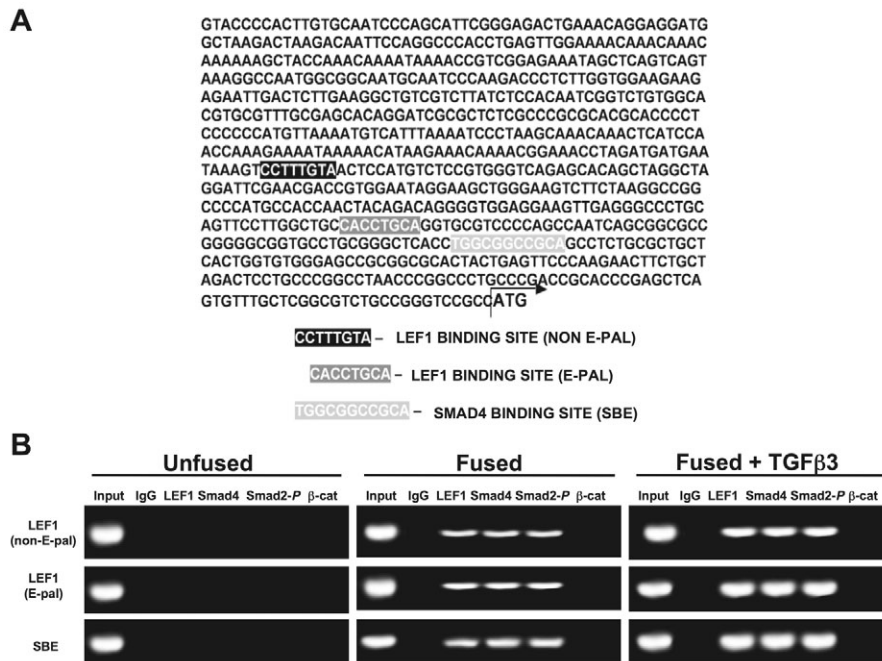 A
GTACCCCACTTGTGCAATCCCAGCATTCGGGAGACTGAAACAGGAGGATG
GCTAAGACTAAGACAATTCCAGGCCCACCTGAGTTGGAAAACAAACAAAC
AAAAAAGCTACCAAACAAAATAAAACCGTCGGAGAAATAGCTCAGTCAGT
AAAGGCCAATGGCGGCAATGCAATCCCAAGACCCTCTTGGTGGAAGAAG
AGAATTGACTCTTGAAGGCTGTCGTCTTATCTCCACAATCGGTCTGTGGCA
CGTGCGTTTGCGAGCACAGGATCGCGCTCTCGCCCGCGCACGCACCCCT
CCCCCCATGTTAAAATGTCATTTAAAATCCCTAAGCAAACAAACTCATCCA
ACCAAAGAAAATAAAAACATAAGAAACAAAACGGAAACCTAGATGATGAA
TAAAGTCCTTTGTAACTCCATGTCTCCGTGGGTCAGAGCACAGCTAGGCTA
GGATTCGAACGACCGTGGAATAGGAAGCTGGGAAGTCTTCTAAGGCCGG
CCCCATGCCACCAACTACAGACAGGGGTGGAGGAAGTTGAGGGCCCTGC
AGTTCCTTGGCTGCCACCTGCAGGTGCGTCCCCAGCCAATCAGCGGCGCC
GGGGGCGGTGCCTGCGGGCTCACCTGGCGGCCGCAGCCTCTGCGCTGCT
CACTGGTGTGGGAGCCGCGGCGCACTACTGAGTTCCCAAGAACTTCTGCT
AGACTCCTGCCCGGCCTAACCCGGCCCTGCCCGACCGCACCCGAGCTCA
GTGTTTGCTCGGCGTCTGCCGGGTCCGCCATG
CCTTTGTA – LEF1 BINDING SITE (NON E-PAL)
CACCTGCA – LEF1 BINDING SITE (E-PAL)
TGGCGGCCGCA – SMAD4 BINDING SITE (SBE)
B
Unfused Fused Fused + TGFβ3
Input IgG LEF1 Smad4 Smad2-P β-cat Input IgG LEF1 Smad4 Smad2-P β-cat Input IgG LEF1 Smad4 Smad2-P β-cat
LEF1
(non-E-pal)
LEF1
(E-pal)
SBE